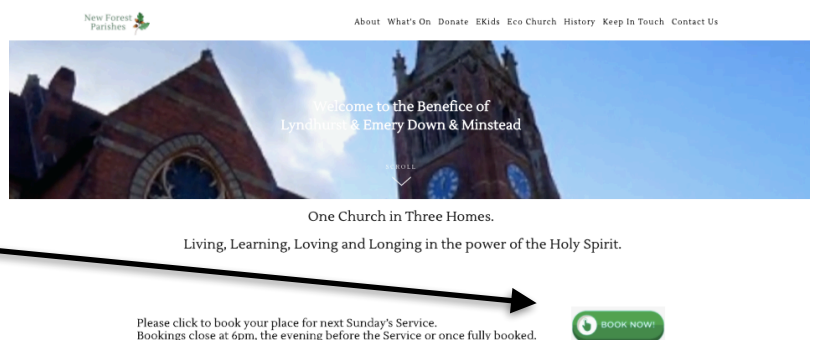 New Forest
Parishes
About What's On Donate EKids Eco Church History Keep In Touch Contact Us
Welcome to the Benefice of
Lyndhurst & Emery Down & Minstead
SCROLL
One Church in Three Homes.
Living, Learning, Loving and Longing in the power of the Holy Spirit.
Please click to book your place for next Sunday's Service.
BOOK NOW!
Bookings close at 6pm, the evening before the Service or once fully booked.